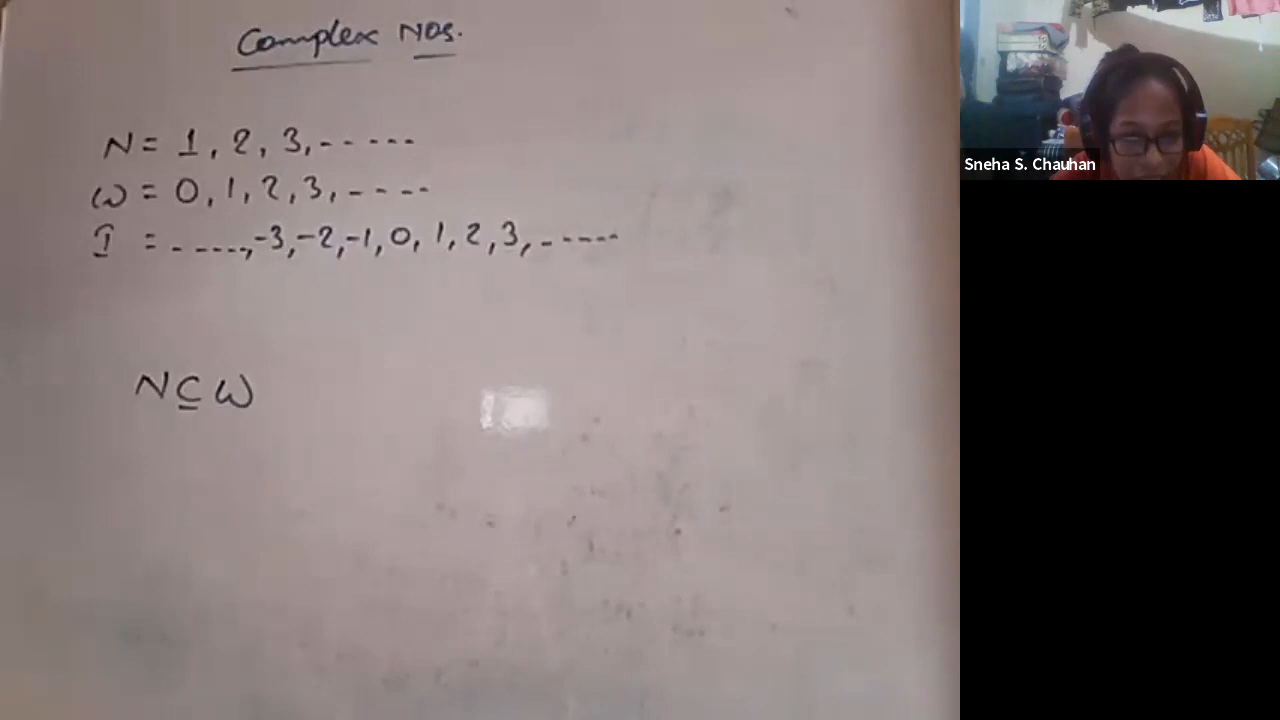 Complex Nos.
N = 1, 2, 3, - - - - -
W = 0, 1, 2, 3, - - - -
I = - - - - -, -3, -2, -1, 0, 1, 2, 3, - - - - - -
N ⊆ W
Sneha S. Chauhan